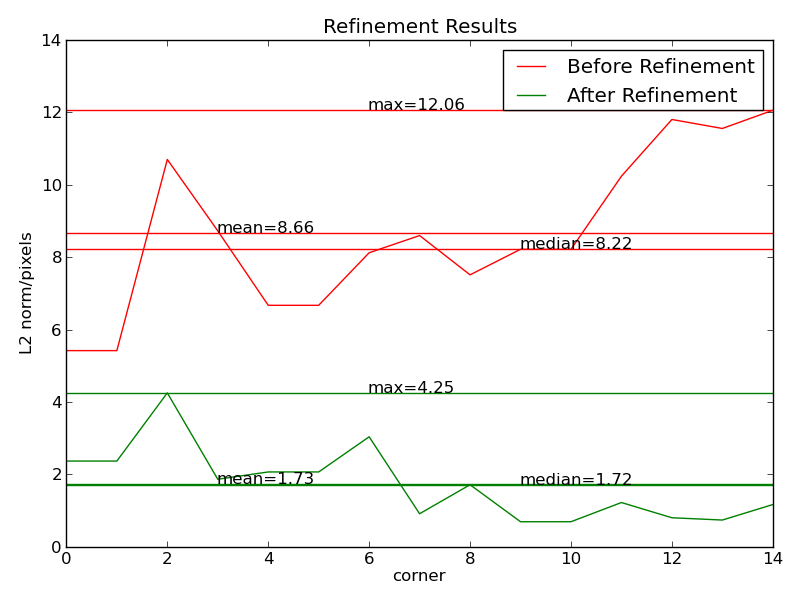 Refinement Results
14
Before Refinement
max=12.06
After Refinement
12
10
mean=8.66
median=8.22
8
L2 norm/pixels
6
max=4.25
4
mean=1.73
median=1.72
2
0
0 2 4 6 8 10 12 14
corner